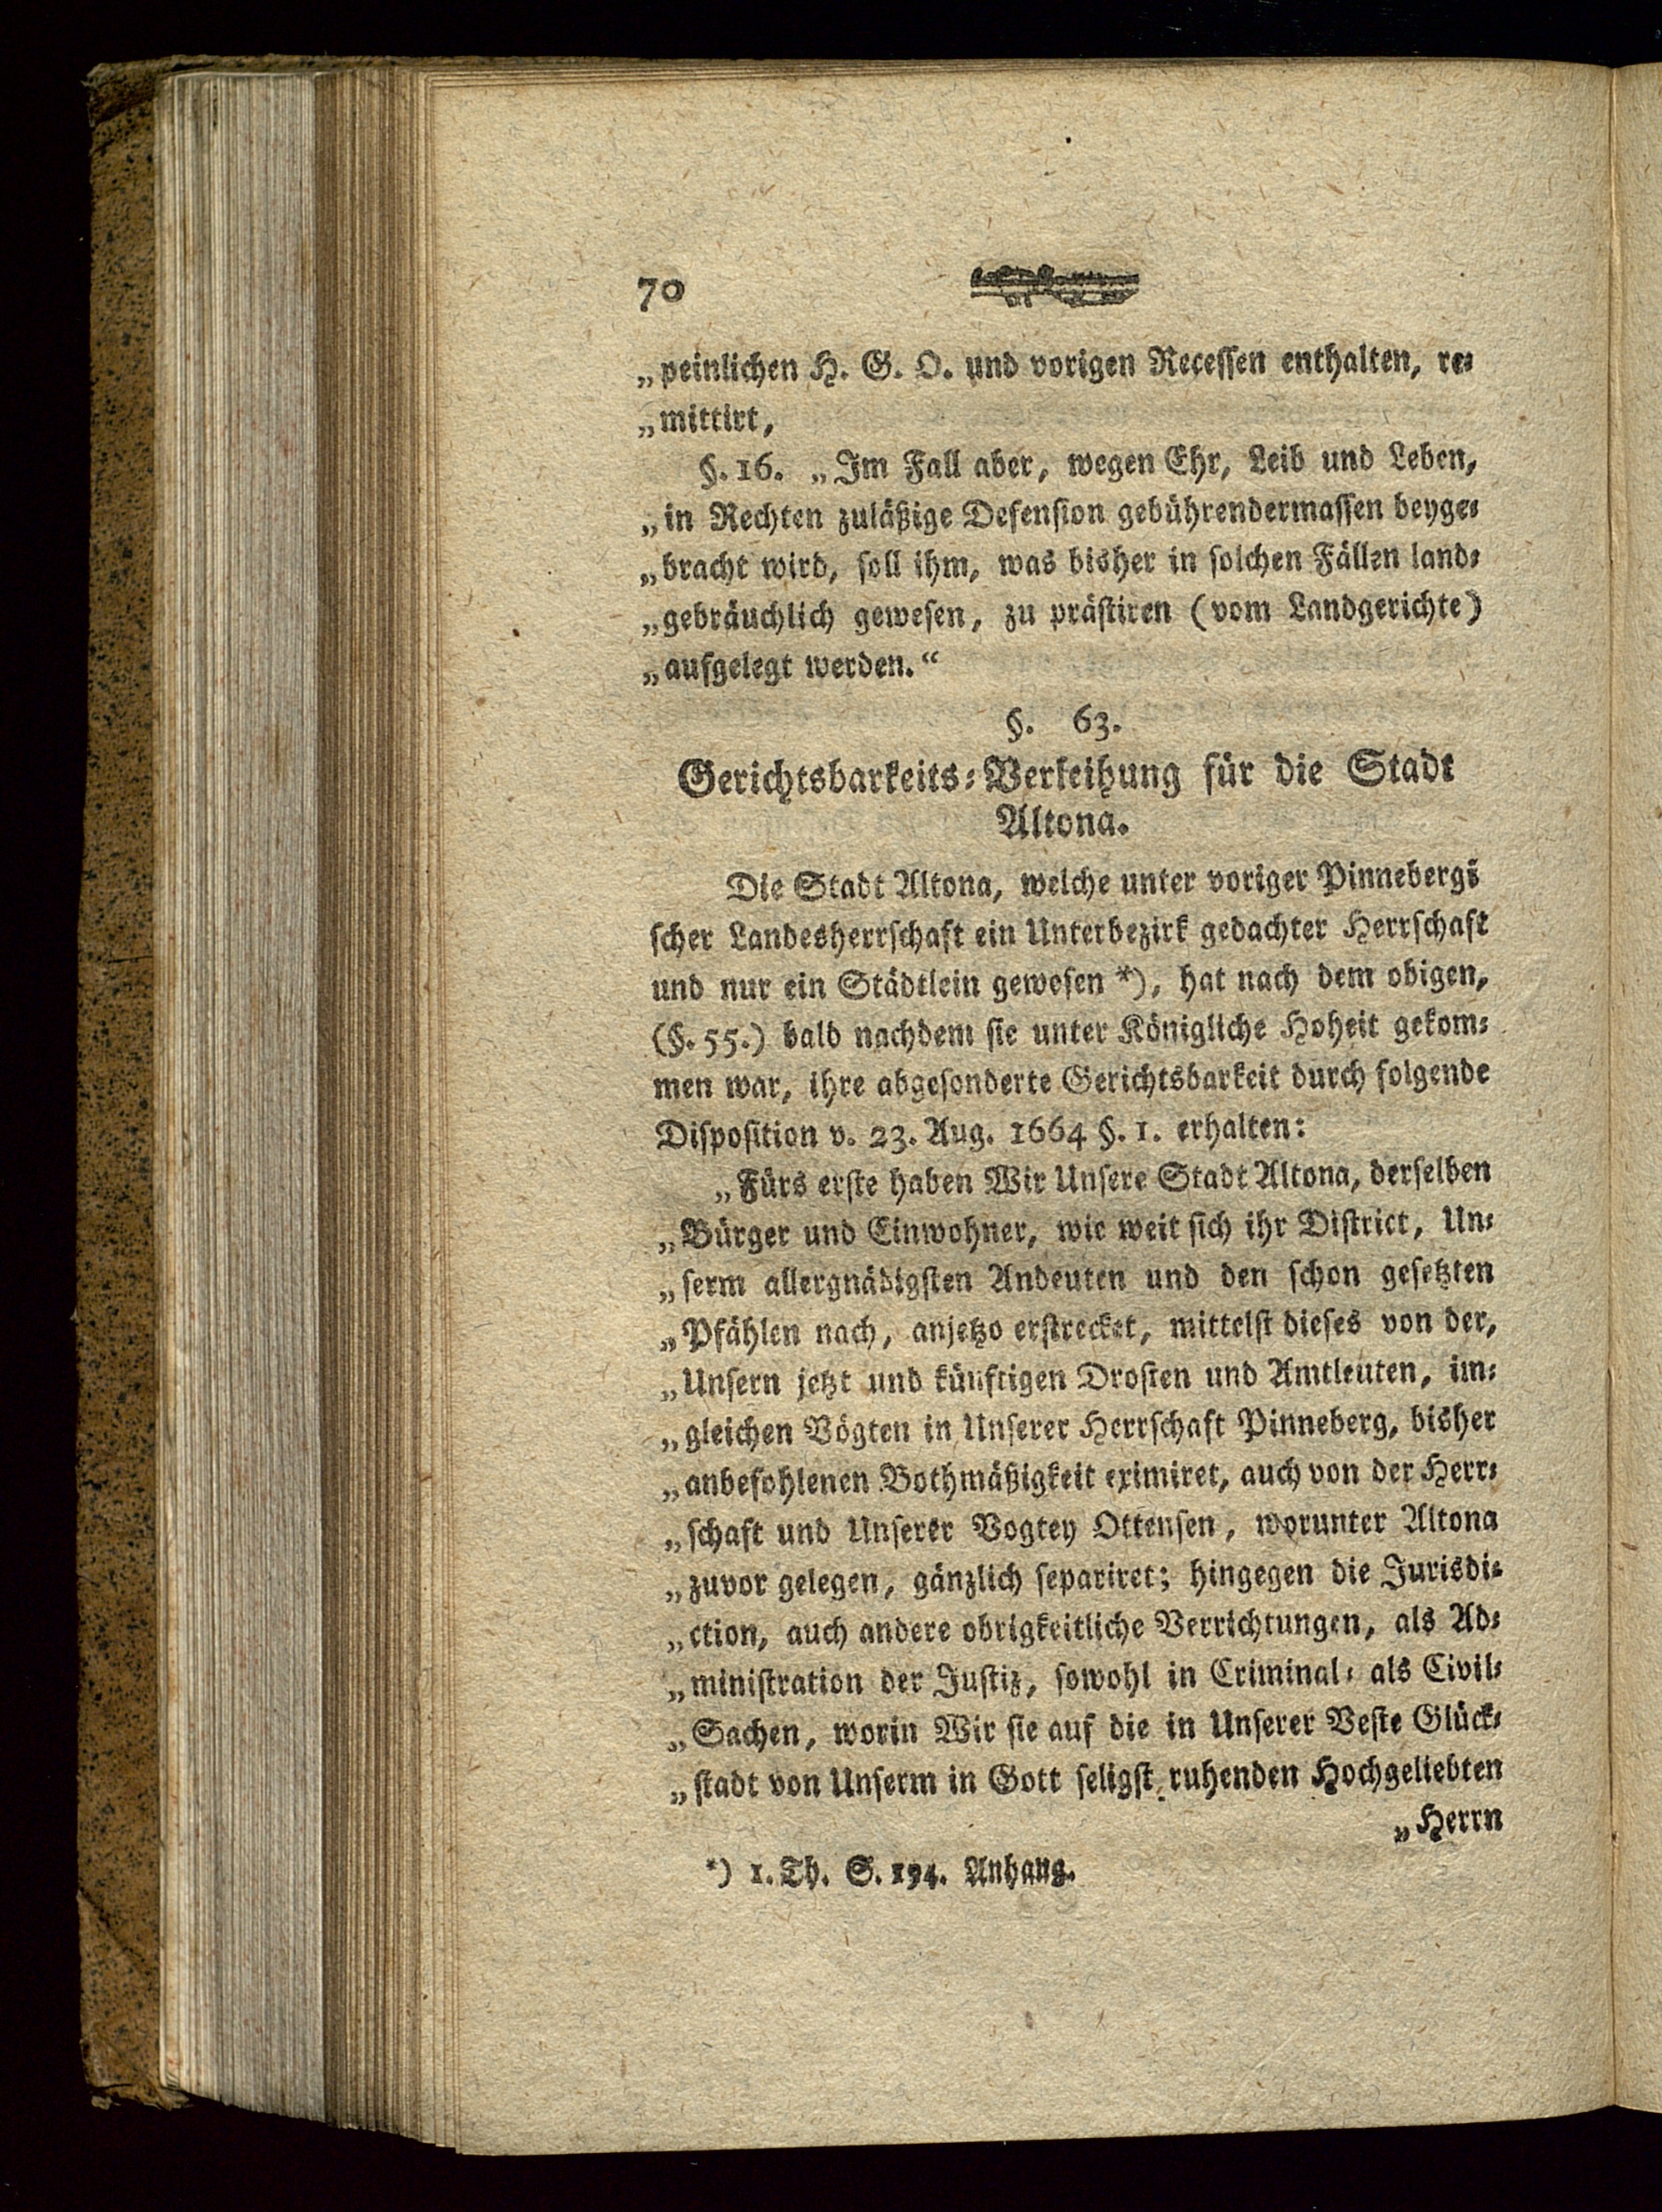 70
„peinlichen H. G. O. und vorigen Recessen enthalten, re⸗
„mittirt,
§. 16. „Im Fall aber, wegen Ehr, Leib und Leben,
„in Rechten zuläßige Defension gebührendermassen beyge⸗
„bracht wird, soll ihm, was bisher in solchen Fällen land⸗
„gebräuchlich gewesen, zu prästiren (vom Landgerichte)
„aufgelegt werden.“
§. 63.
Gerichtsbarkeits⸗Verleihung für die Stadt
Altona.
Die Stadt Altona, welche unter voriger Pinnebergi
scher Landesherrschaft ein Unterbezirk gedachter Herrschaft
und nur ein Städtlein gewesen *), hat nach dem obigen,
(§. 55.) bald nachdem sie unter Königliche Hoheit gekom⸗
men war, ihre abgesonderte Gerichtsbarkeit durch folgende
Disposition v. 23. Aug. 1664 §. 1. erhalten:
„Fürs erste haben Wir Unsere Stadt Altona, derselben
„Bürger und Einwohner, wie weit sich ihr District, Un⸗
„serm allergnädigsten Andeuten und den schon gesetzten
„Pfählen nach, anjetzo erstrecket, mittelst dieses von der,
„Unsern jetzt und künftigen Drosten und Amtleuten, im⸗
„gleichen Vögten in Unserer Herrschaft Pinneberg, bisher
„anbefohlenen Bothmäßigkeit eximiret, auch von der Herr⸗
„schaft und Unserer Vogtey Ottensen, worunter Altona
„zuvor gelegen, gänzlich separiret; hingegen die Jurisdi⸗
„ction, auch andere obrigkeitliche Verrichtungen, als Ad⸗
„ministration der Justiz, sowohl in Criminal⸗ als Civil⸗
„Sachen, worin Wir sie auf die in Unserer Veste Glück⸗
„stadt von Unserm in Gott seligst ruhenden Hochgeliebten
„Herrn
*) 1. Th. S. 194. Anhang.